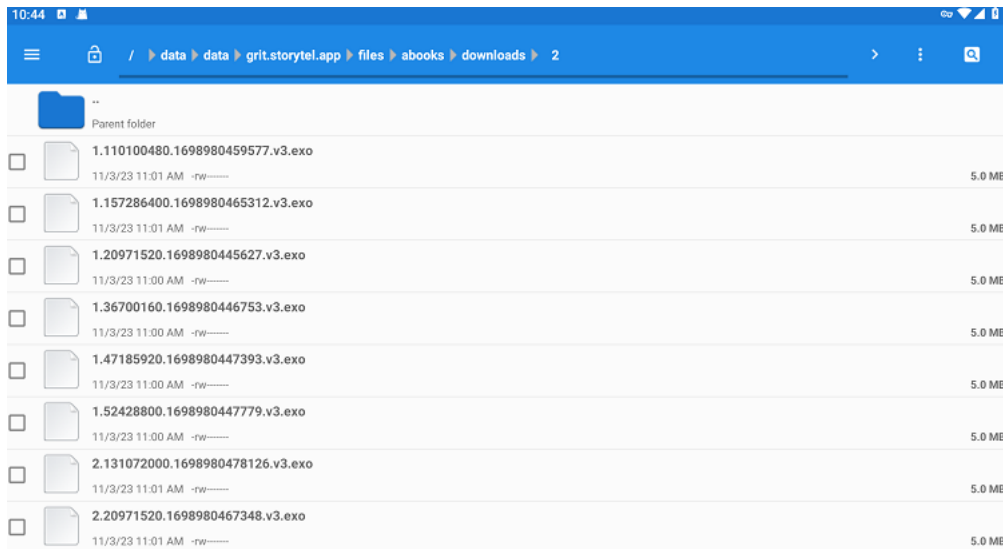 10:44 A
/ data data grit.storytel.app files abooks downloads 2
..
Parent folder
1.110100480.1698980459577.v3.exo
11/3/23 11:01 AM -rw-------
5.0 MB
1.157286400.1698980465312.v3.exo
11/3/23 11:01 AM -rw-------
5.0 MB
1.20971520.1698980445627.v3.exo
11/3/23 11:00 AM -rw-------
5.0 MB
1.36700160.1698980446753.v3.exo
11/3/23 11:00 AM -rw-------
5.0 MB
1.47185920.1698980447393.v3.exo
11/3/23 11:00 AM -rw-------
5.0 MB
1.52428800.1698980447779.v3.exo
11/3/23 11:00 AM -rw-------
5.0 MB
2.131072000.1698980478126.v3.exo
11/3/23 11:01 AM -rw-------
5.0 MB
2.20971520.1698980467348.v3.exo
11/3/23 11:01 AM -rw-------
5.0 MB